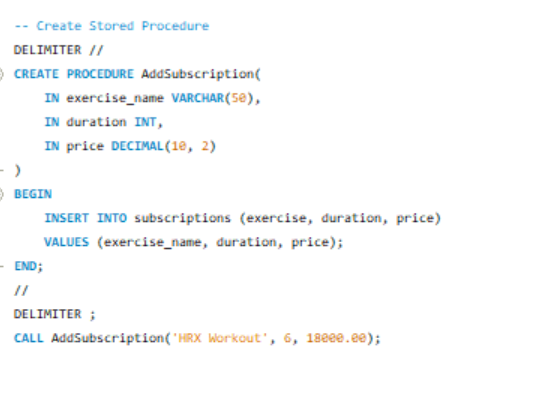 -- Create Stored Procedure
DELIMITER //
CREATE PROCEDURE AddSubscription(
    IN exercise_name VARCHAR(50),
    IN duration INT,
    IN price DECIMAL(10, 2)
)
BEGIN
    INSERT INTO subscriptions (exercise, duration, price)
    VALUES (exercise_name, duration, price);
END;
//
DELIMITER ;
CALL AddSubscription('HRX Workout', 6, 18000.00);